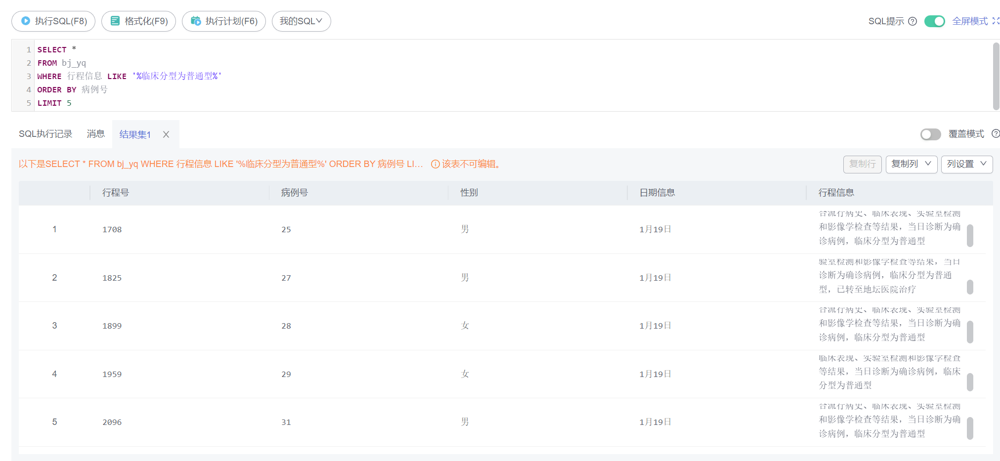 执行SQL(F8) 格式化(F9) 执行计划(F6) 我的SQL SQL提示 全屏模式
1 SELECT *
2 FROM bj_yq
3 WHERE 行程信息 LIKE '%临床分型为普通型%'
4 ORDER BY 病例号
5 LIMIT 5
SQL执行记录 消息 结果集1 覆盖模式
以下是SELECT * FROM bj_yq WHERE 行程信息 LIKE '%临床分型为普通型%' ORDER BY 病例号 LI... 该表不可编辑。 复制行 复制列 列设置
行程号 病例号 性别 日期信息 行程信息
合流行病史、临床表现、实验室检测
1 1708 25 男 1月19日 和影像学检查等结果，当日诊断为确
诊病例，临床分型为普通型
验室检测和影像学检查等结果，当日
2 1825 27 男 1月19日 诊断为确诊病例，临床分型为普通
型，已转至地坛医院治疗
合流行病史、临床表现、实验室检测
3 1899 28 女 1月19日 和影像学检查等结果，当日诊断为确
诊病例，临床分型为普通型
临床表现、实验室检测和影像学检查
4 1959 29 女 1月19日 等结果，当日诊断为确诊病例，临床
分型为普通型
合流行病史、临床表现、实验室检测
5 2096 31 男 1月19日 和影像学检查等结果，当日诊断为确
诊病例，临床分型为普通型